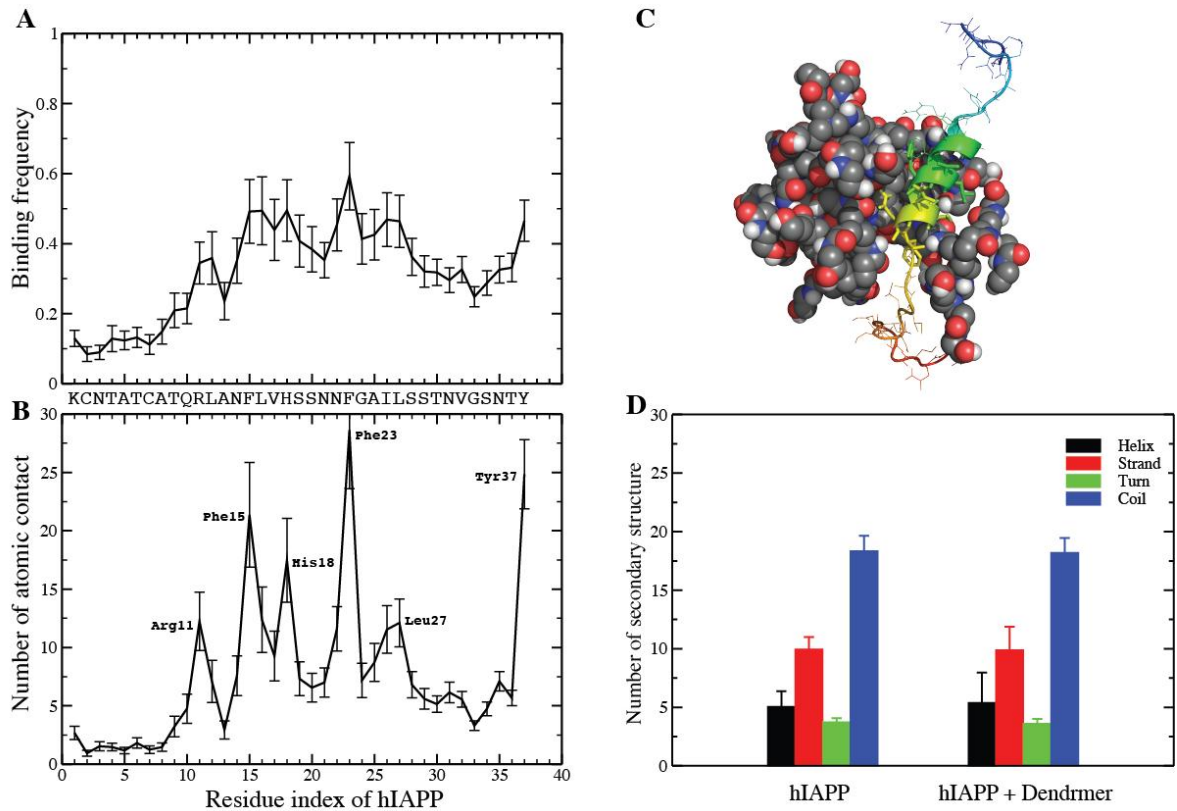 A
Binding frequency
1
0.8
0.6
0.4
0.2
0
KCNTATCATQRLANFLVHSSNNFGAILSSTNVGSNTY
B
Number of atomic contact
30
25
20
15
10
5
0
Arg11
Phe15
His18
Phe23
Leu27
Tyr37
0 5 10 15 20 25 30 35 40
Residue index of hIAPP
C
D
Number of secondary structure
30
25
20
15
10
5
0
Helix
Strand
Turn
Coil
hIAPP hIAPP + Dendrmer